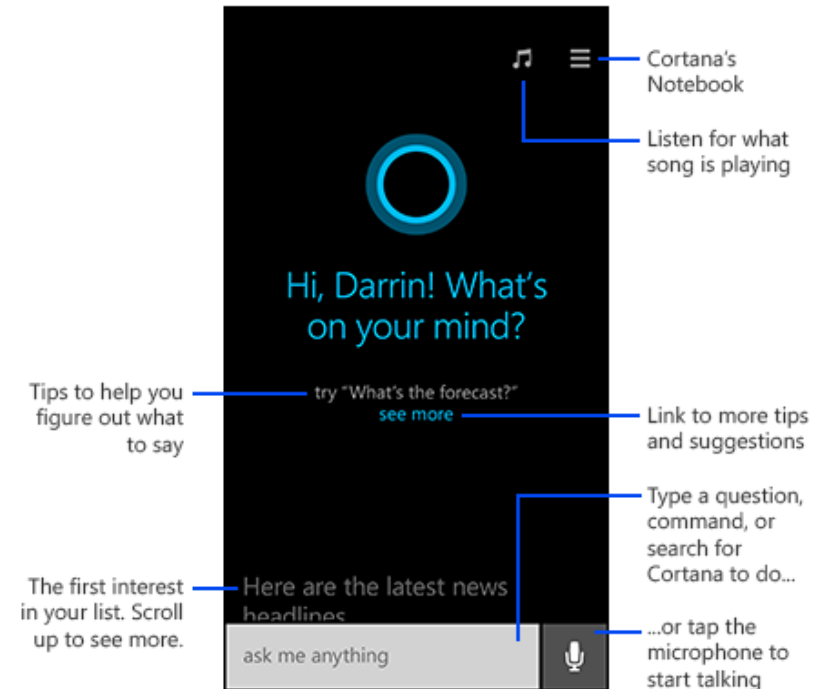 Cortana's
Notebook
Listen for what
song is playing
Hi, Darrin! What's
on your mind?
Tips to help you
figure out what
to say
try "What's the forecast?"
see more
Link to more tips
and suggestions
Type a question,
command, or
search for
Cortana to do...
The first interest
in your list. Scroll
up to see more.
Here are the latest news
headlines
ask me anything
...or tap the
microphone to
start talking